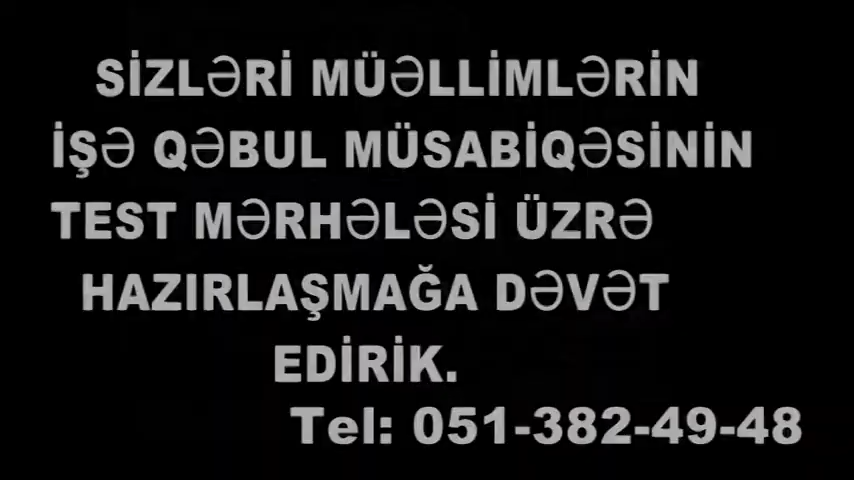 SİZLƏRİ MÜƏLLİMLƏRİN
İŞƏ QƏBUL MÜSABİQƏSİNİN
TEST MƏRHƏLƏSİ ÜZRƏ
HAZIRLAŞMAĞA DƏVƏT
EDİRİK.
Tel: 051-382-49-48